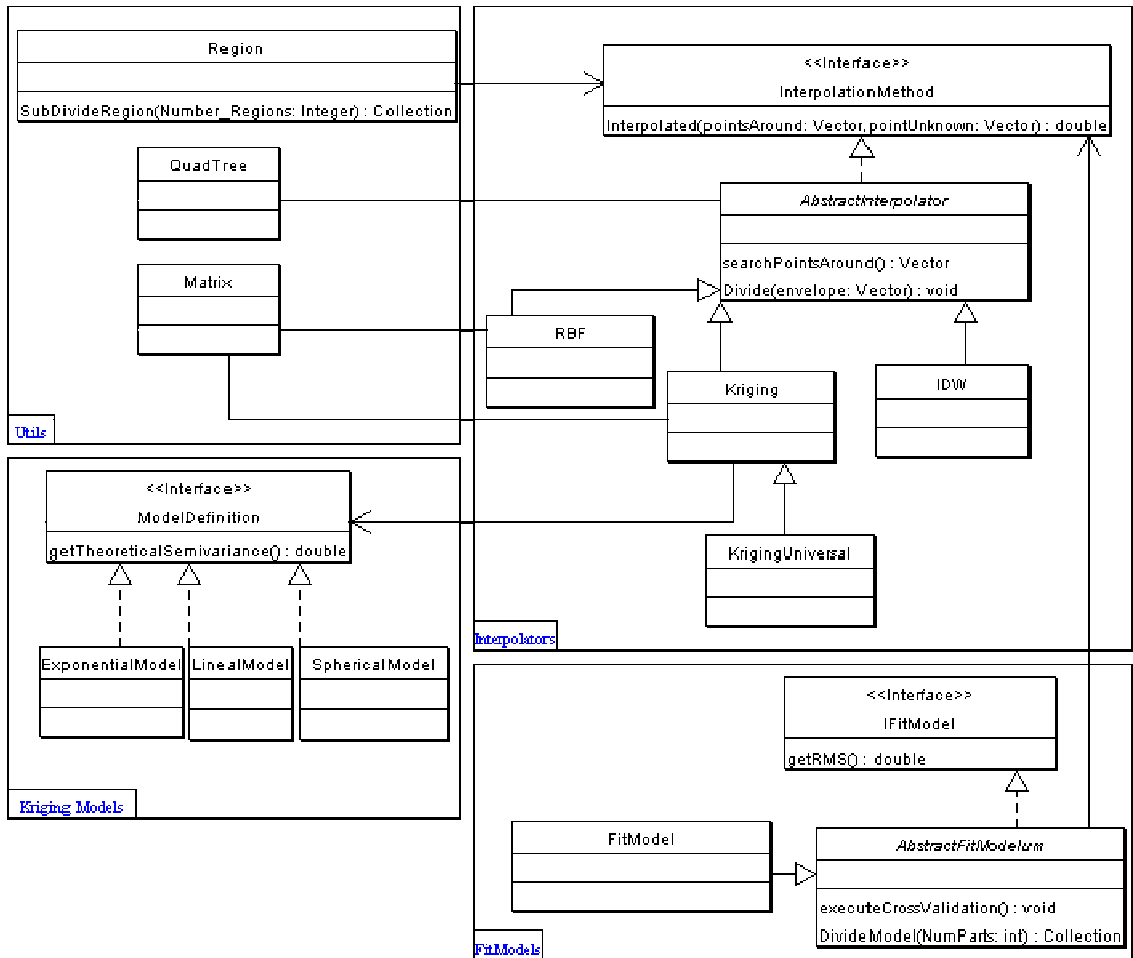 Region
SubDivideRegion(Number_Regions: Integer) : Collection
QuadTree
Matrix
Utils
<<Interface>>
InterpolationMethod
Interpolated(pointsAround: Vector, pointUnknown: Vector) : double
AbstractInterpolator
searchPointsAround() : Vector
Divide(envelope: Vector) : void
RBF
Kriging
IDW
KrigingUniversal
Interpolators
<<Interface>>
ModelDefinition
getTheoreticalSemivariance() : double
ExponentialModel
LinealModel
SphericalModel
Kriging Models
<<Interface>>
IFitModel
getRMS() : double
FitModel
AbstractFitModelum
executeCrossValidation() : void
DivideModel(NumParts: int) : Collection
FitModels